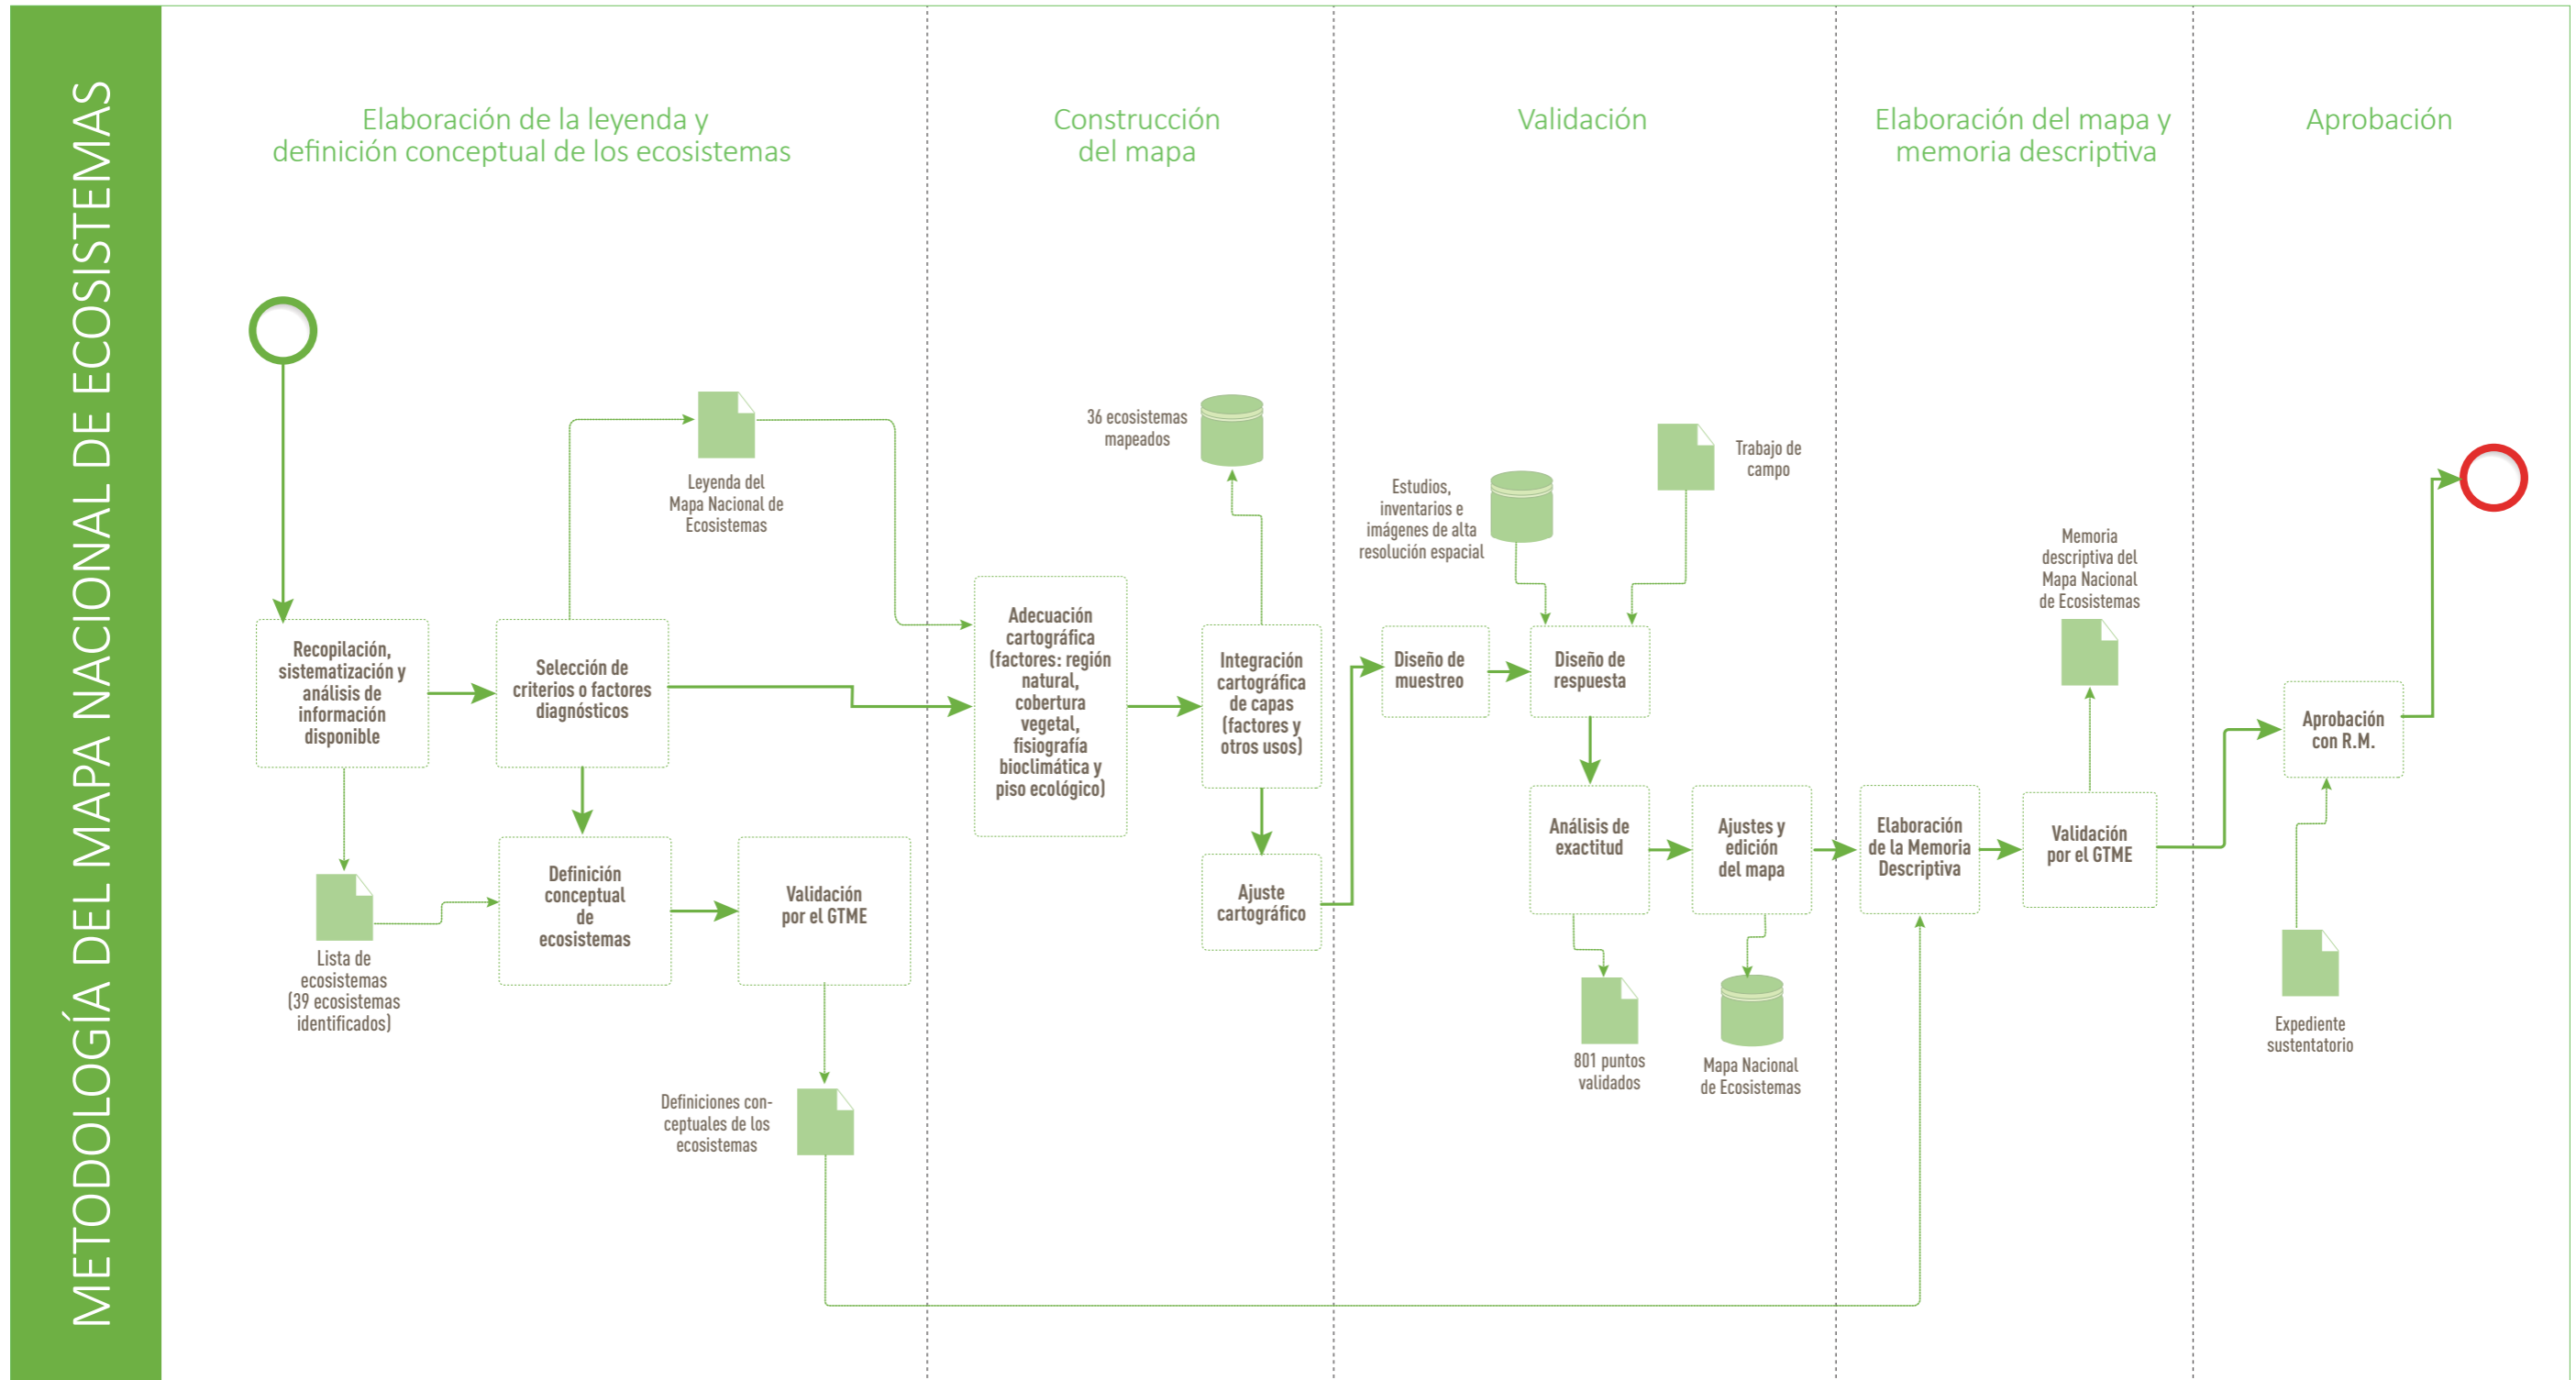 METODOLOGÍA DEL MAPA NACIONAL DE ECOSISTEMAS
Elaboración de la leyenda y
definición conceptual de los ecosistemas
Construcción
del mapa
Validación
Elaboración del mapa y
memoria descriptiva
Aprobación
Leyenda del
Mapa Nacional de
Ecosistemas
Recopilación,
sistematización y
análisis de
información
disponible
Selección de
criterios o factores
diagnósticos
Lista de
ecosistemas
(39 ecosistemas
identificados)
Definición
conceptual
de
ecosistemas
Validación
por el GTME
Definiciones con-
ceptuales de los
ecosistemas
36 ecosistemas
mapeados
Adecuación
cartográfica
(factores: región
natural,
cobertura
vegetal,
fisiografía
bioclimática y
piso ecológico)
Integración
cartográfica
de capas
(factores y
otros usos)
Ajuste
cartográfico
Estudios,
inventarios e
imágenes de alta
resolución espacial
Trabajo de
campo
Diseño de
muestreo
Diseño de
respuesta
Análisis de
exactitud
Ajustes y
edición
del mapa
801 puntos
validados
Mapa Nacional
de Ecosistemas
Memoria
descriptiva del
Mapa Nacional
de Ecosistemas
Elaboración
de la Memoria
Descriptiva
Validación
por el GTME
Aprobación
con R.M.
Expediente
sustentatorio